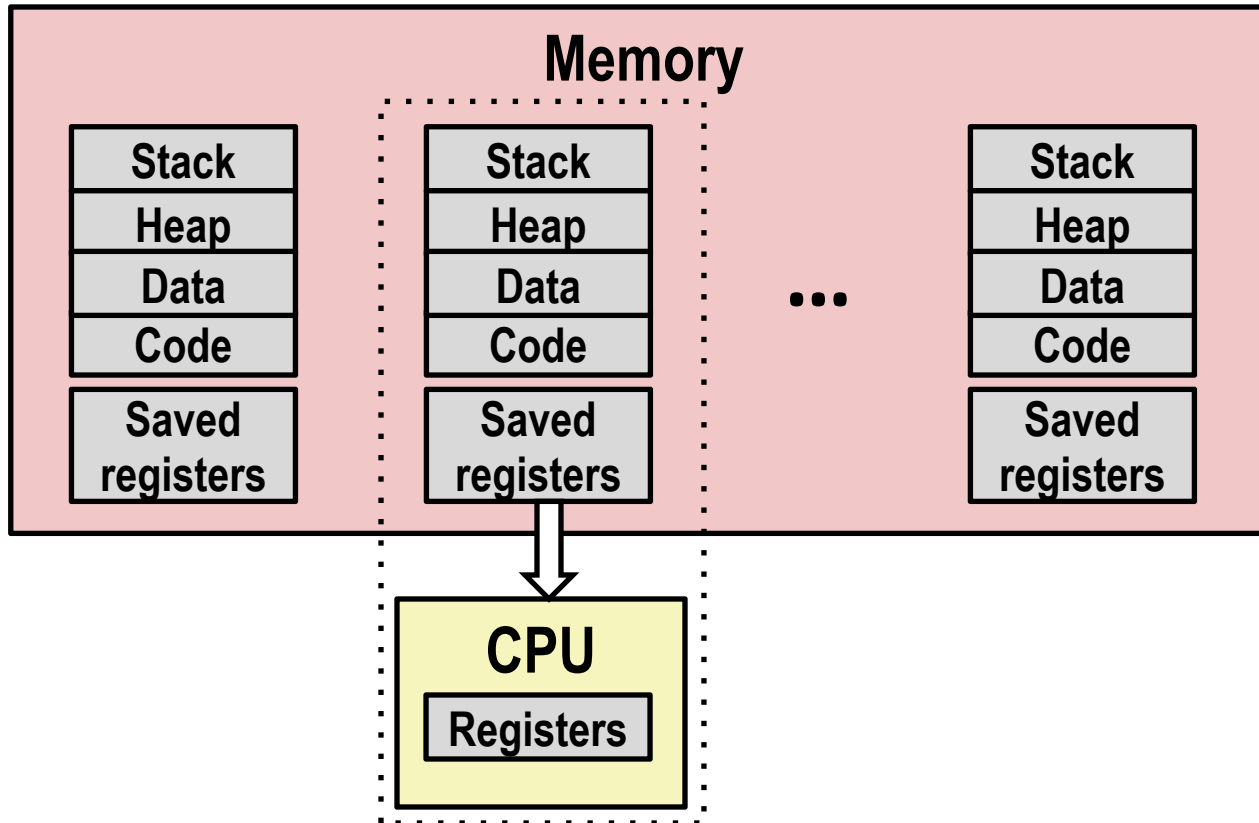 Memory
Stack
Heap
Data
Code
Saved
registers
Stack
Heap
Data
Code
Saved
registers
...
Stack
Heap
Data
Code
Saved
registers
CPU
Registers